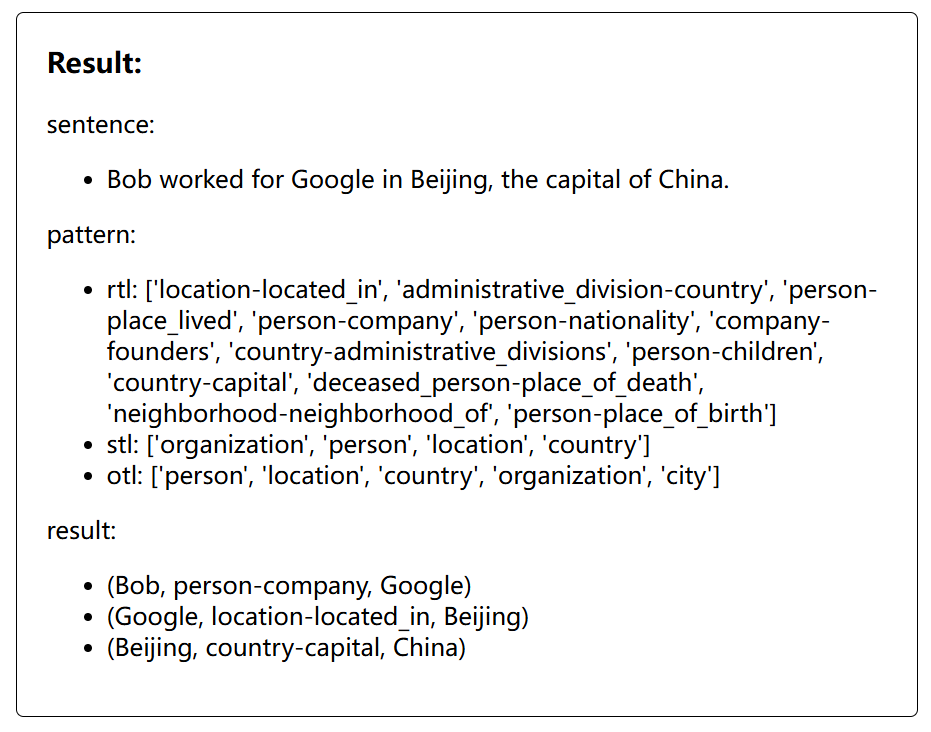 Result:
sentence:
• Bob worked for Google in Beijing, the capital of China.
pattern:
• rtl: ['location-located_in', 'administrative_division-country', 'person-
place_lived', 'person-company', 'person-nationality', 'company-
founders', 'country-administrative_divisions', 'person-children',
'country-capital', 'deceased_person-place_of_death',
'neighborhood-neighborhood_of', 'person-place_of_birth']
• stl: ['organization', 'person', 'location', 'country']
• otl: ['person', 'location', 'country', 'organization', 'city']
result:
• (Bob, person-company, Google)
• (Google, location-located_in, Beijing)
• (Beijing, country-capital, China)